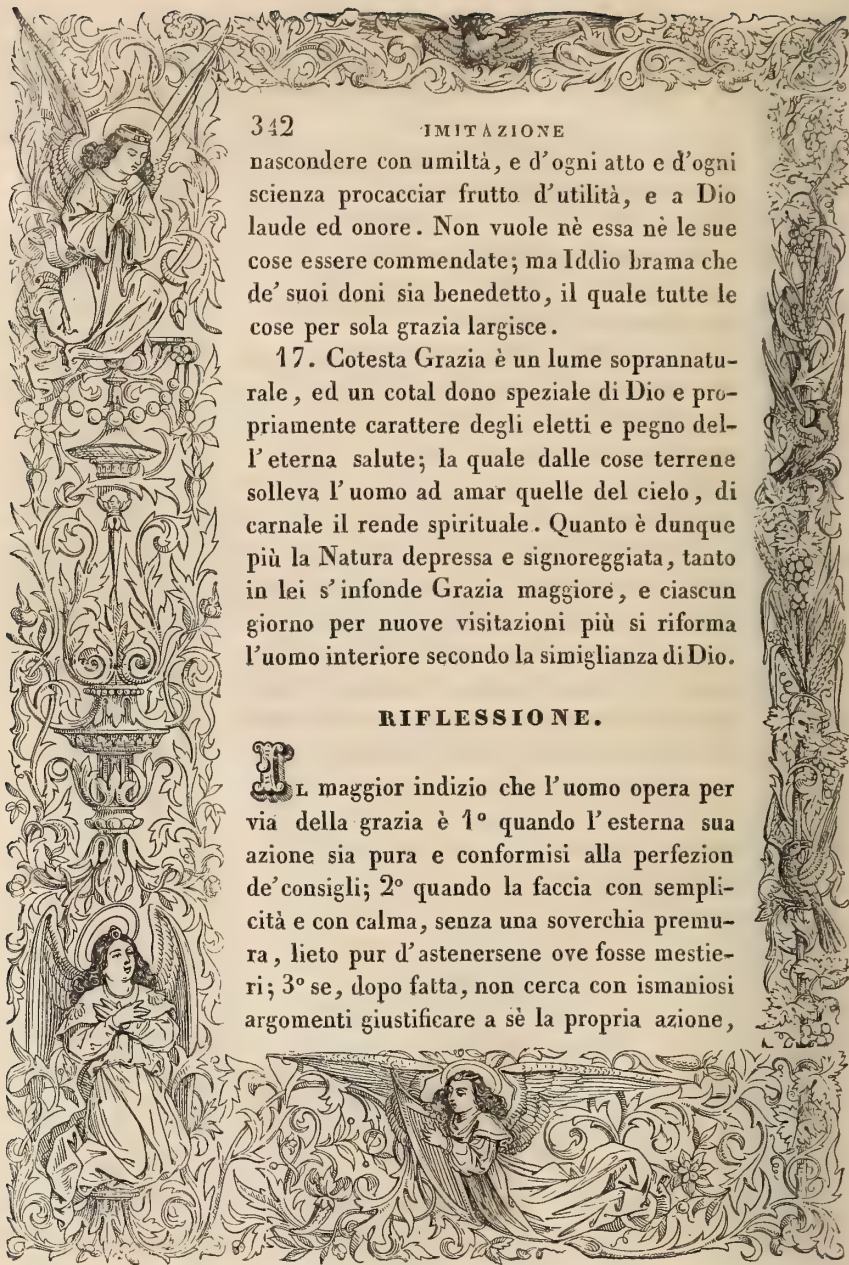 342 IMITAZIONE
nascondere con umiltà, e d'ogni atto e d'ogni
scienza procacciar frutto d'utilità, e a Dio
laude ed onore. Non vuole nè essa nè le sue
cose essere commendate; ma Iddio brama che
de' suoi doni sia benedetto, il quale tutte le
cose per sola grazia largisce.
17. Cotesta Grazia è un lume soprannatu-
rale, ed un cotal dono speziale di Dio e pro-
priamente carattere degli eletti e pegno del-
l'eterna salute; la quale dalle cose terrene
solleva l'uomo ad amar quelle del cielo, di
carnale il rende spirituale. Quanto è dunque
più la Natura depressa e signoreggiata, tanto
in lei s'infonde Grazia maggiore, e ciascun
giorno per nuove visitazioni più si riforma
l'uomo interiore secondo la simiglianza di Dio.
RIFLESSIONE.
IL maggior indizio che l'uomo opera per
via della grazia è 1º quando l'esterna sua
azione sia pura e conformisi alla perfezion
de' consigli; 2º quando la faccia con sempli-
cità e con calma, senza una soverchia premu-
ra, lieto pur d'astenersene ove fosse mestie-
ri; 3º se, dopo fatta, non cerca con ismaniosi
argomenti giustificare a sè la propria azione,